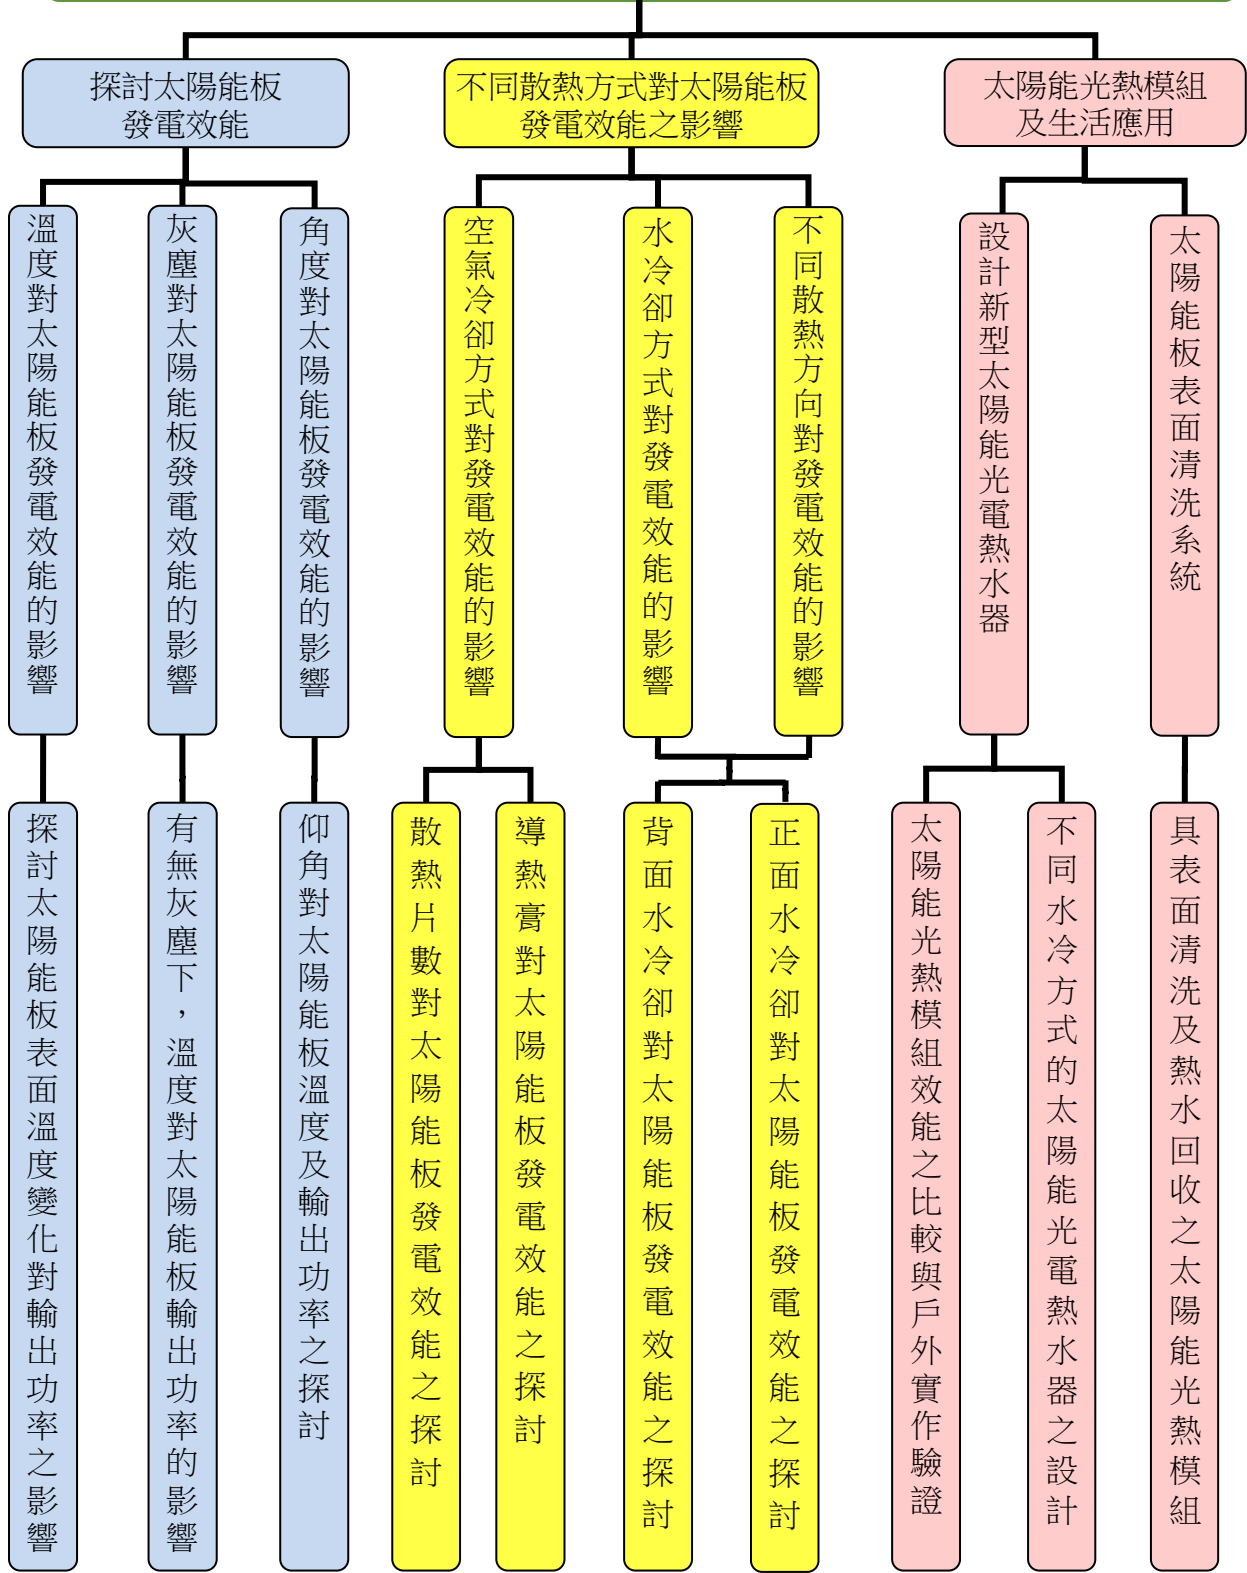 探討太陽能板
發電效能
不同散熱方式對太陽能板
發電效能之影響
太陽能光熱模組
及生活應用
溫度對太陽能板發電效能的影響
灰塵對太陽能板發電效能的影響
角度對太陽能板發電效能的影響
空氣冷卻方式對發電效能的影響
水冷卻方式對發電效能的影響
不同散熱方向對發電效能的影響
設計新型太陽能光電熱水器
太陽能板表面清洗系統
探討太陽能板表面溫度變化對輸出功率之影響
有無灰塵下，溫度對太陽能板輸出功率的影響
仰角對太陽能板溫度及輸出功率之探討
散熱片數對太陽能板發電效能之探討
導熱膏對太陽能板發電效能之探討
背面水冷卻對太陽能板發電效能之探討
正面水冷卻對太陽能板發電效能之探討
太陽能光熱模組效能之比較與戶外實作驗證
不同水冷方式的太陽能光電熱水器之設計
具表面清洗及熱水回收之太陽能光熱模組